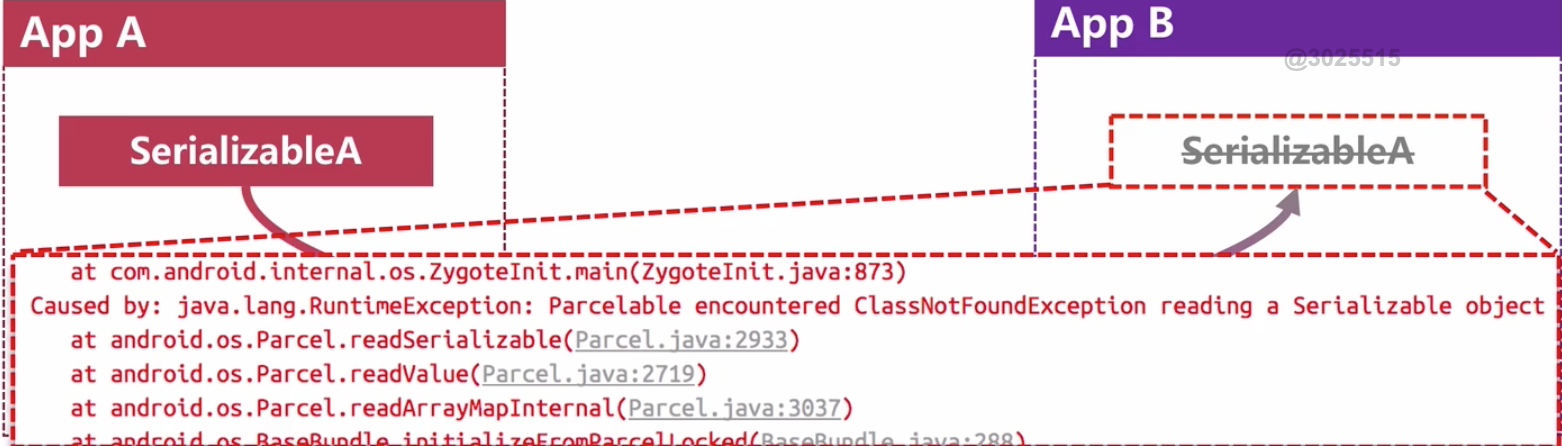 App A
App B
@3025515
SerializableA
SerializableA
at com.android.internal.os.ZygoteInit.main(ZygoteInit.java:873)
Caused by: java.lang.RuntimeException: Parcelable encountered ClassNotFoundException reading a Serializable object
at android.os.Parcel.readSerializable(Parcel.java:2933)
at android.os.Parcel.readValue(Parcel.java:2719)
at android.os.Parcel.readArrayMapInternal(Parcel.java:3037)
at android.os.BaseBundle.initializeFromParcelLocked(BaseBundle.java:288)